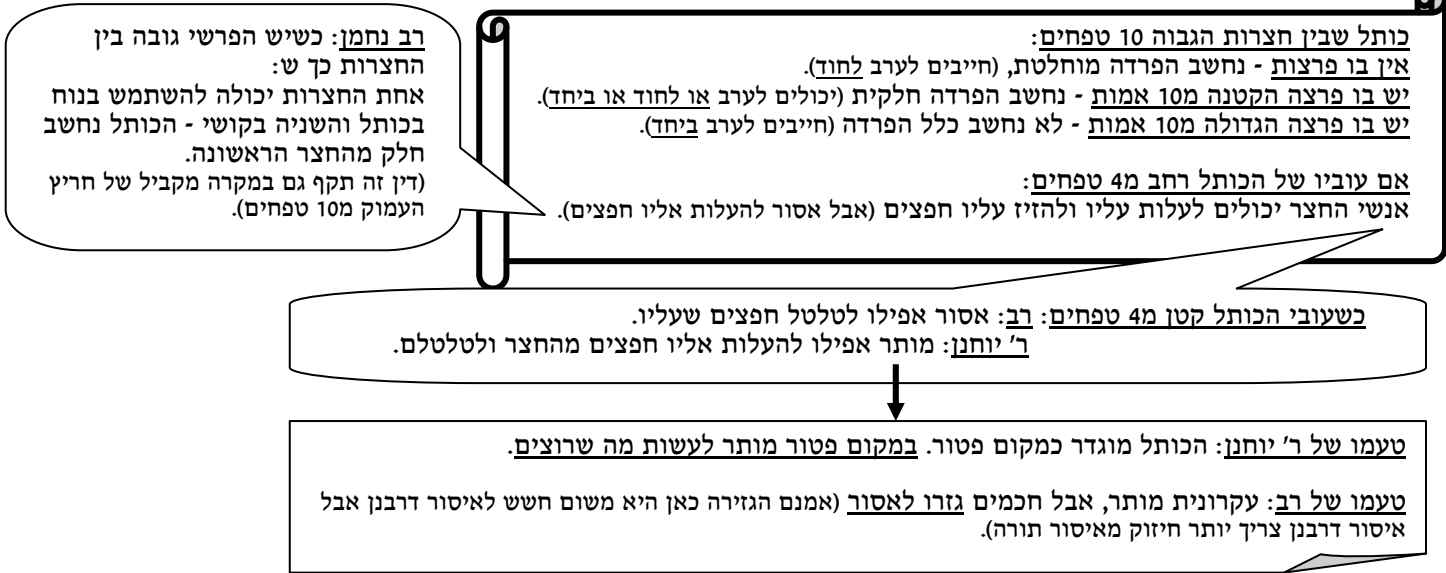 כותל שבין חצרות הגבוה 10 טפחים:
אין בו פרצות - נחשב הפרדה מוחלטת, (חייבים לערב לחוד).
יש בו פרצה הקטנה מ10 אמות - נחשב הפרדה חלקית (יכולים לערב או לחוד או ביחד).
יש בו פרצה הגדולה מ10 אמות - לא נחשב כלל הפרדה (חייבים לערב ביחד).
אם עוביו של הכותל רחב מ4 טפחים:
אנשי החצר יכולים לעלות עליו ולהזיז עליו חפצים (אבל אסור להעלות אליו חפצים).
רב נחמן: כשיש הפרשי גובה בין
החצרות כך ש:
אחת החצרות יכולה להשתמש בנוח
בכותל והשניה בקושי - הכותל נחשב
חלק מהחצר הראשונה.
(דין זה תקף גם במקרה מקביל של חריץ
העמוק מ10 טפחים).
כשעובי הכותל קטן מ4 טפחים: רב: אסור אפילו לטלטל חפצים שעליו.
ר' יוחנן: מותר אפילו להעלות אליו חפצים מהחצר ולטלטלם.
טעמו של ר' יוחנן: הכותל מוגדר כמקום פטור. במקום פטור מותר לעשות מה שרוצים.
טעמו של רב: עקרונית מותר, אבל חכמים גזרו לאסור (אמנם הגזירה כאן היא משום חשש לאיסור דרבנן אבל
איסור דרבנן צריך יותר חיזוק מאיסור תורה).